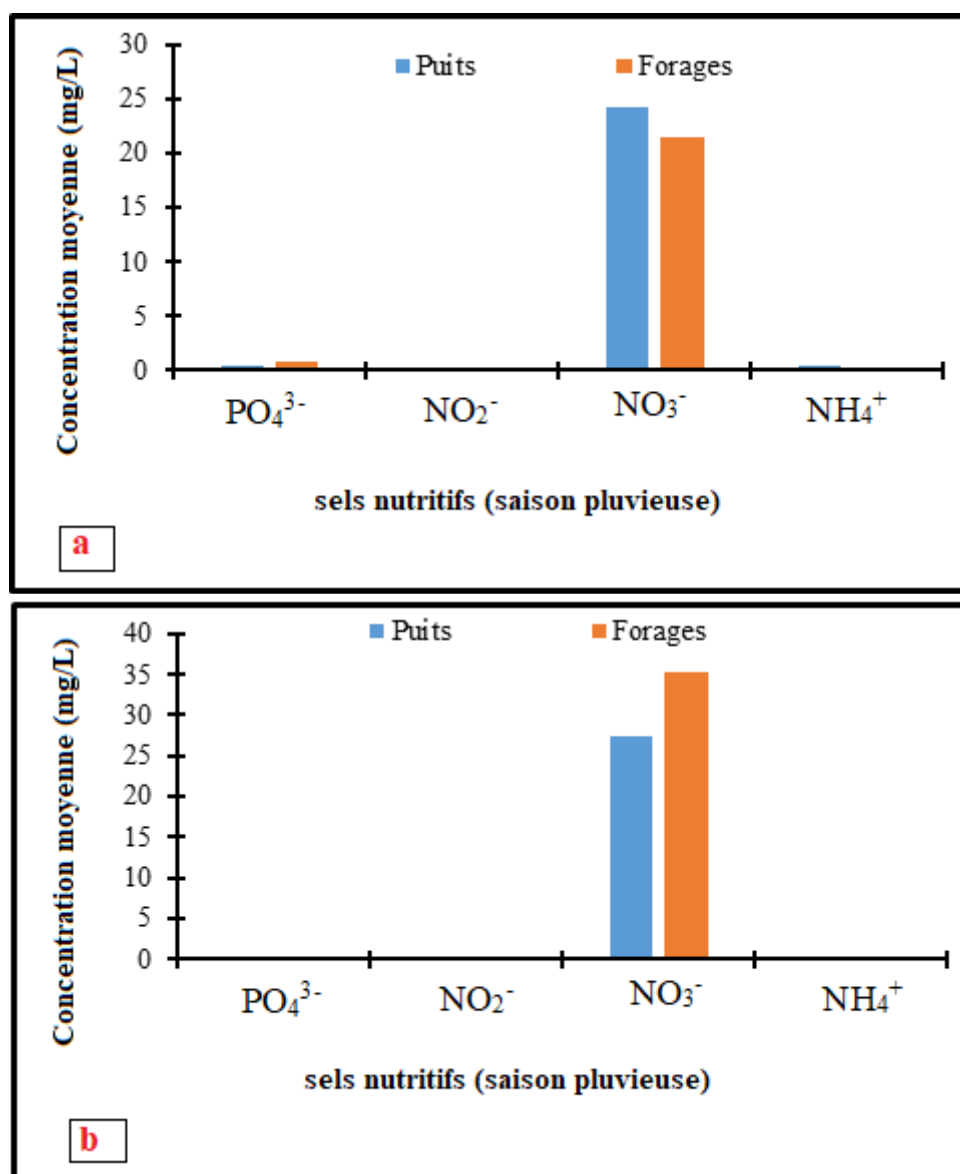 Concentration moyenne (mg/L)
30
25
20
15
10
5
0
Puits
Forages
PO₄³⁻
NO₂⁻
NO₃⁻
NH₄⁺
sels nutritifs (saison pluvieuse)
a
Concentration moyenne (mg/L)
40
35
30
25
20
15
10
5
0
Puits
Forages
PO₄³⁻
NO₂⁻
NO₃⁻
NH₄⁺
sels nutritifs (saison pluvieuse)
b